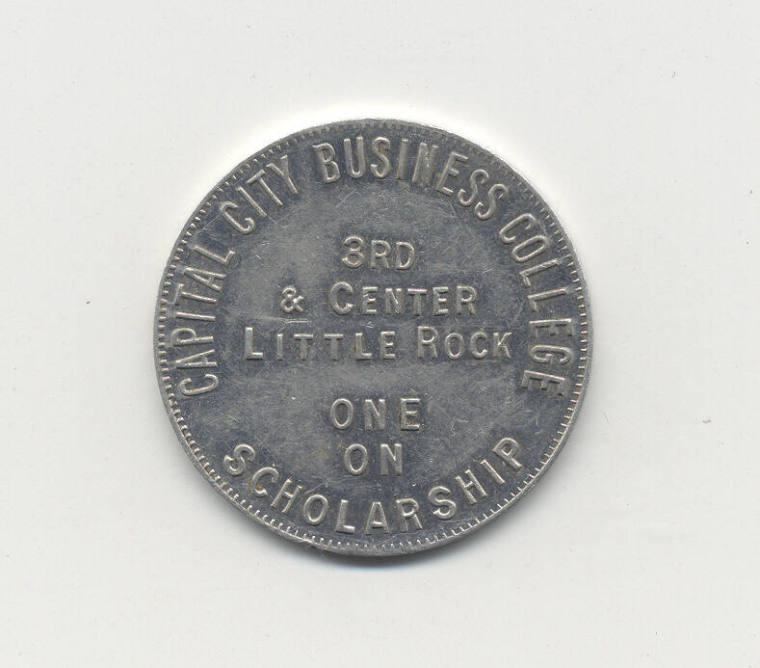 CAPITAL CITY BUSINESS COLLEGE
3RD
& CENTER
LITTLE ROCK
ONE
ON
SCHOLARSHIP